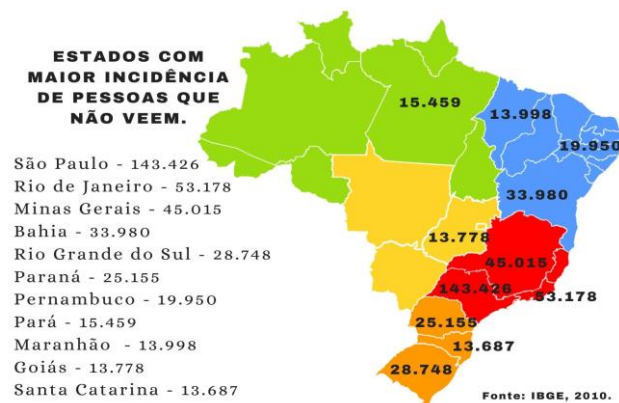 ESTADOS COM
MAIOR INCIDÊNCIA
DE PESSOAS QUE
NÃO VEEM.
São Paulo - 143.426
Rio de Janeiro - 53.178
Minas Gerais - 45.015
Bahia - 33.980
Rio Grande do Sul - 28.748
Paraná - 25.155
Pernambuco - 19.950
Pará - 15.459
Maranhão - 13.998
Goiás - 13.778
Santa Catarina - 13.687
15.459
13.998
19.950
33.980
13.778
45.015
143.426
53.178
25.155
13.687
28.748
Fonte: IBGE, 2010.